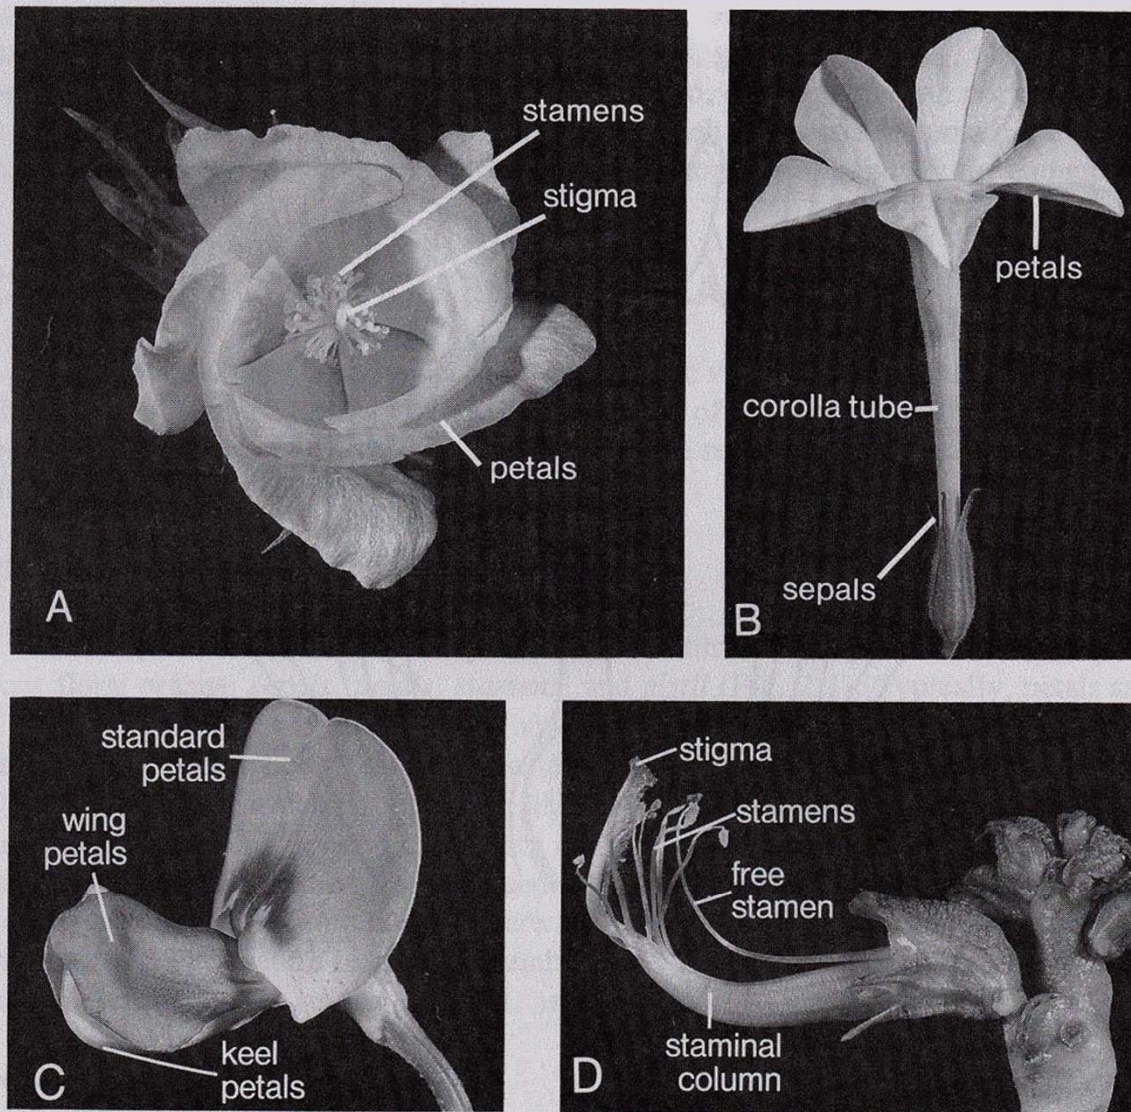 stamens
stigma
petals
A
petals
corolla tube
sepals
B
standard
petals
wing
petals
keel
petals
C
stigma
stamens
free
stamen
staminal
column
D